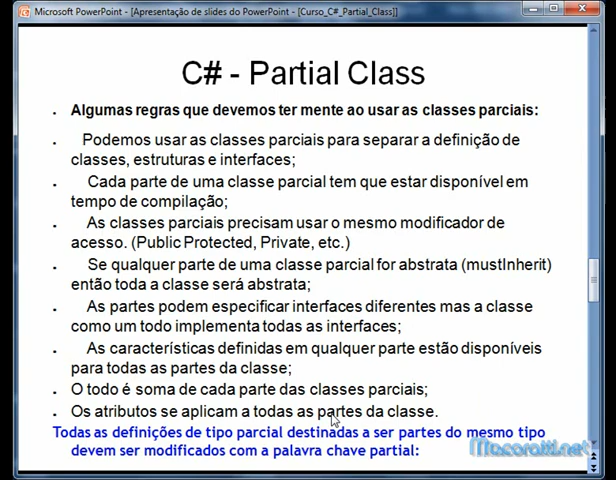 Microsoft PowerPoint - [Apresentação de slides do PowerPoint - [Curso_C#_Partial_Class]]
C# - Partial Class
Algumas regras que devemos ter mente ao usar as classes parciais:
Podemos usar as classes parciais para separar a definição de
classes, estruturas e interfaces;
Cada parte de uma classe parcial tem que estar disponível em
tempo de compilação;
As classes parciais precisam usar o mesmo modificador de
acesso. (Public Protected, Private, etc.)
Se qualquer parte de uma classe parcial for abstrata (mustInherit)
então toda a classe será abstrata;
As partes podem especificar interfaces diferentes mas a classe
como um todo implementa todas as interfaces;
As características definidas em qualquer parte estão disponíveis
para todas as partes da classe;
O todo é soma de cada parte das classes parciais;
Os atributos se aplicam a todas as partes da classe.
Todas as definições de tipo parcial destinadas a ser partes do mesmo tipo
devem ser modificados com a palavra chave partial:
Macoratti.net